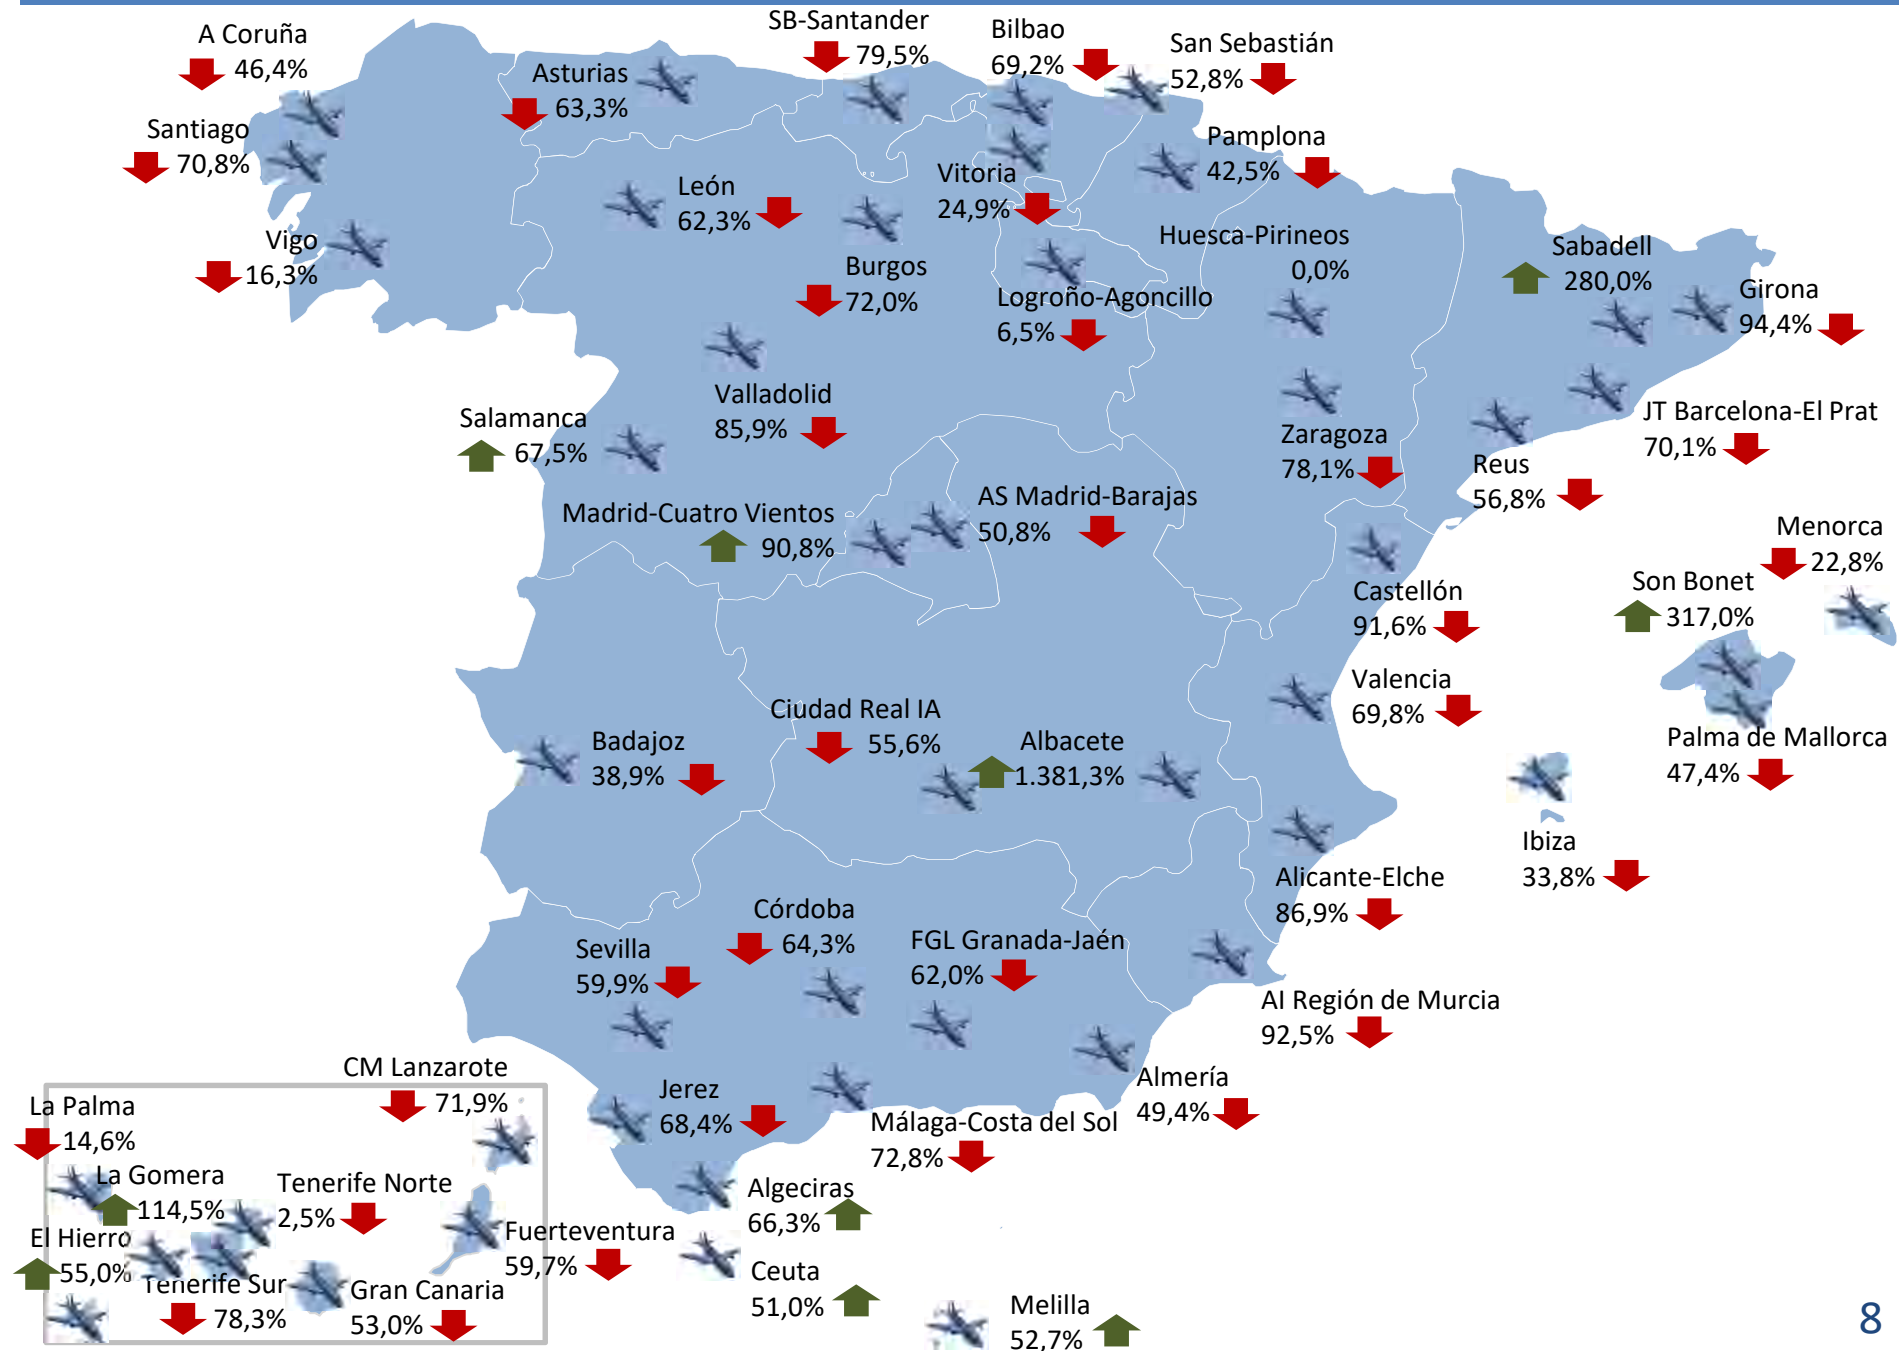 A Coruña
46,4%
Santiago
70,8%
Vigo
16,3%
Asturias
63,3%
SB-Santander
79,5%
Bilbao
69,2%
San Sebastián
52,8%
Pamplona
42,5%
León
62,3%
Vitoria
24,9%
Burgos
72,0%
Logroño-Agoncillo
6,5%
Huesca-Pirineos
0,0%
Sabadell
280,0%
Girona
94,4%
Valladolid
85,9%
Salamanca
67,5%
Zaragoza
78,1%
JT Barcelona-El Prat
70,1%
Reus
56,8%
Madrid-Cuatro Vientos
90,8%
AS Madrid-Barajas
50,8%
Menorca
22,8%
Son Bonet
317,0%
Castellón
91,6%
Valencia
69,8%
Palma de Mallorca
47,4%
Ciudad Real IA
55,6%
Badajoz
38,9%
Albacete
1.381,3%
Ibiza
33,8%
Alicante-Elche
86,9%
Córdoba
64,3%
Sevilla
59,9%
FGL Granada-Jaén
62,0%
AI Región de Murcia
92,5%
Almería
49,4%
Jerez
68,4%
Málaga-Costa del Sol
72,8%
CM Lanzarote
71,9%
La Palma
14,6%
La Gomera
114,5%
Tenerife Norte
2,5%
El Hierro
55,0%
Tenerife Sur
78,3%
Gran Canaria
53,0%
Fuerteventura
59,7%
Algeciras
66,3%
Ceuta
51,0%
Melilla
52,7%
8